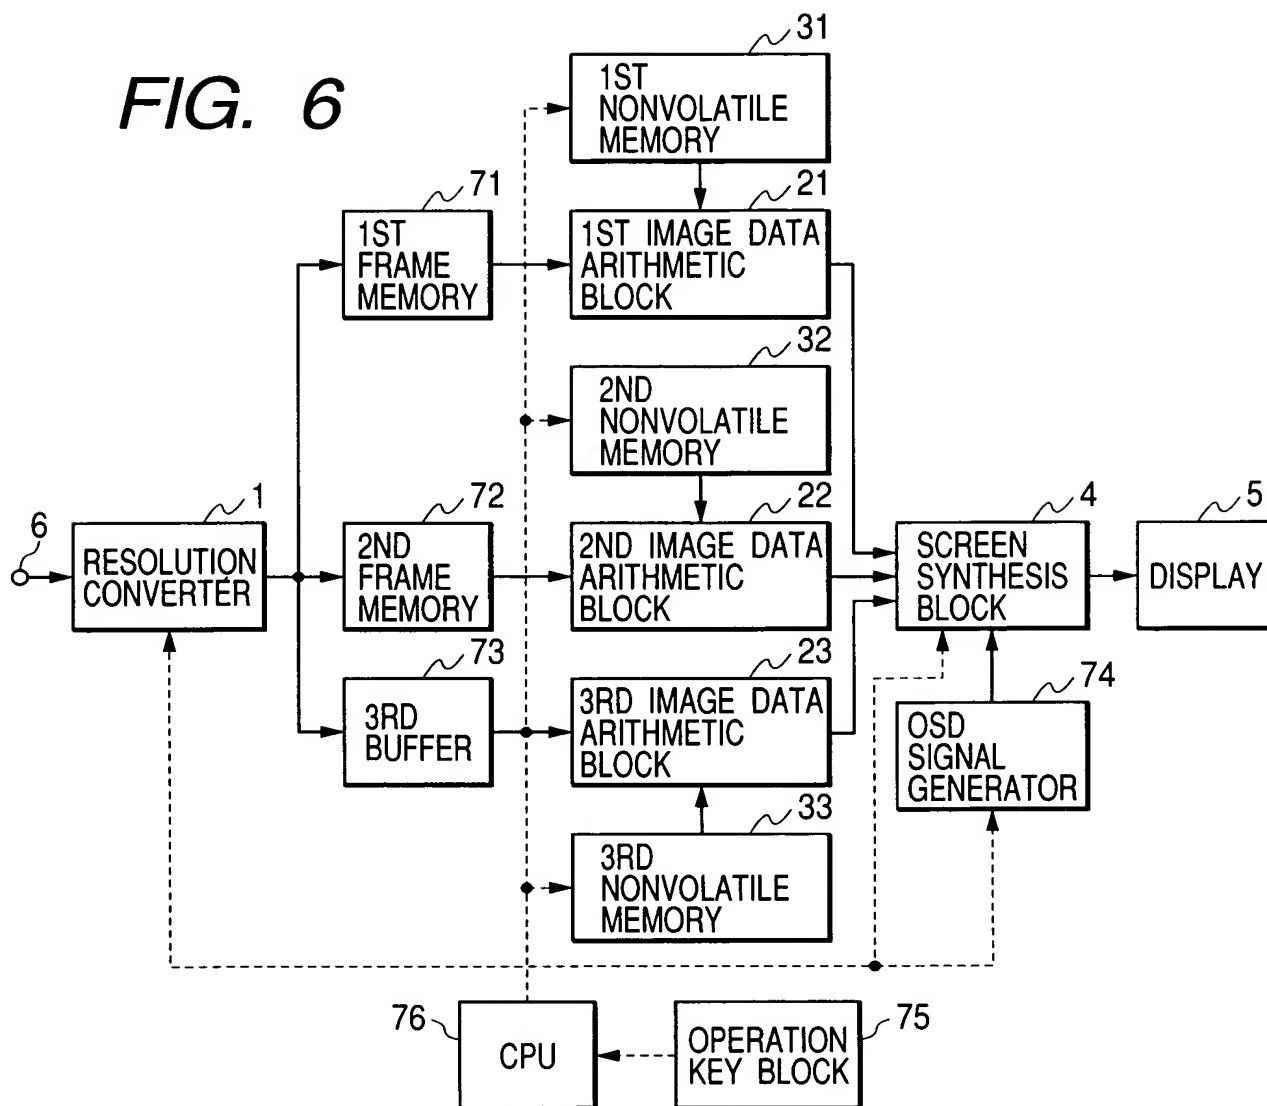 FIG. 6
31
1ST
NONVOLATILE
MEMORY
71
1ST
FRAME
MEMORY
21
1ST IMAGE DATA
ARITHMETIC
BLOCK
32
2ND
NONVOLATILE
MEMORY
6
1
RESOLUTION
CONVERTER
72
2ND
FRAME
MEMORY
22
2ND IMAGE DATA
ARITHMETIC
BLOCK
4
SCREEN
SYNTHESIS
BLOCK
5
DISPLAY
73
3RD
BUFFER
23
3RD IMAGE DATA
ARITHMETIC
BLOCK
74
OSD
SIGNAL
GENERATOR
33
3RD
NONVOLATILE
MEMORY
76
CPU
75
OPERATION
KEY BLOCK